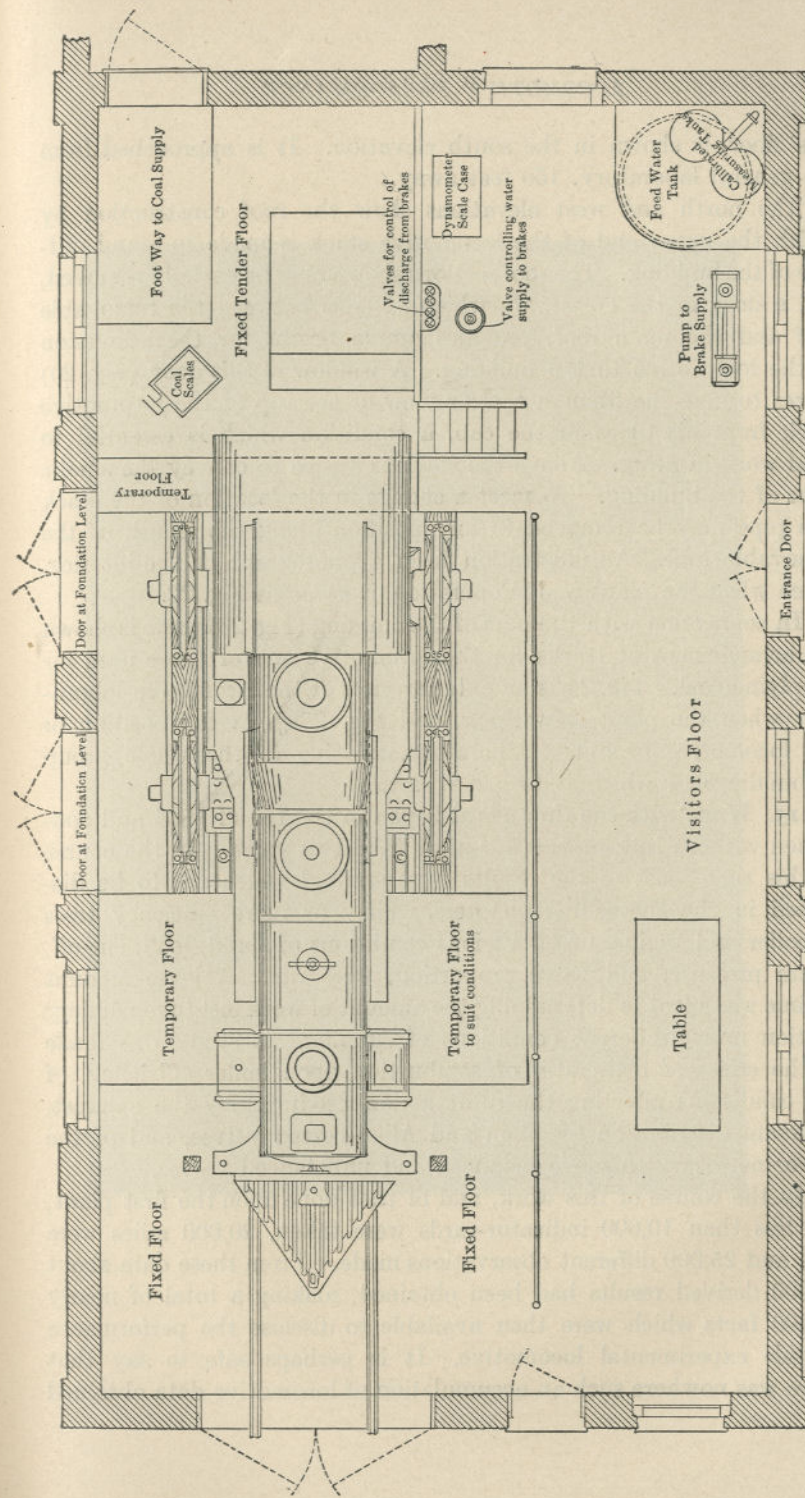 Foot Way to Coal Supply
Fixed Tender Floor
Coal
Scales
Temporary
Floor
Valves for control of
discharge from brakes
Dynamometer
Scale Case
Valve controlling water
supply to brakes
Feed Water
Tank
Calibrated
Measuring Tanks
Pump to
Brake Supply
Door at Fonndation Level
Door at Fonndation Level
Entrance Door
Visitors Floor
Temporary Floor
Temporary Floor
to suit conditions
Table
Fixed Floor
Fixed Floor